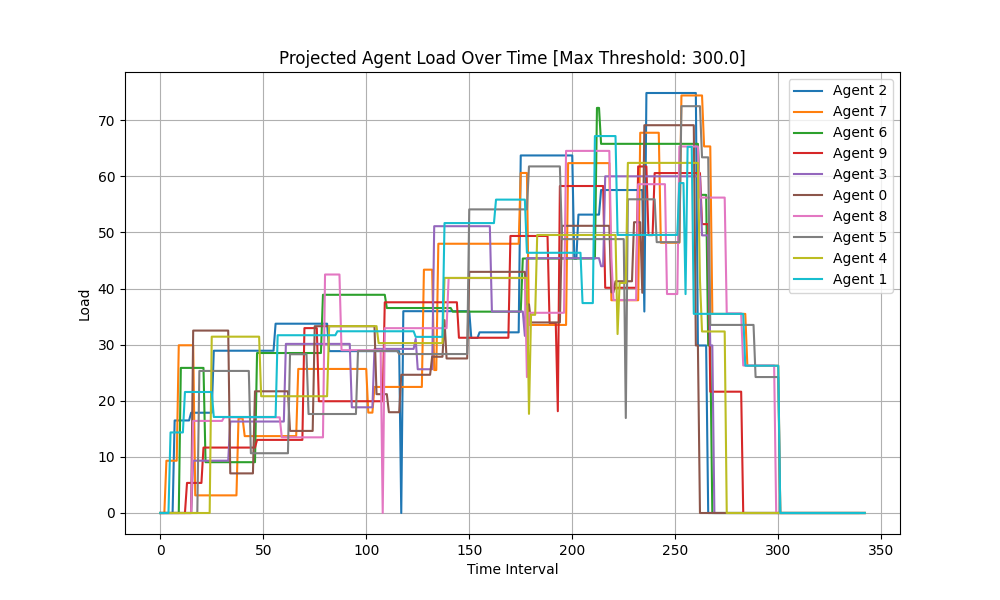 Projected Agent Load Over Time [Max Threshold: 300.0]
Load
70
60
50
40
30
20
10
0
0 50 100 150 200 250 300 350
Time Interval
Agent 2
Agent 7
Agent 6
Agent 9
Agent 3
Agent 0
Agent 8
Agent 5
Agent 4
Agent 1